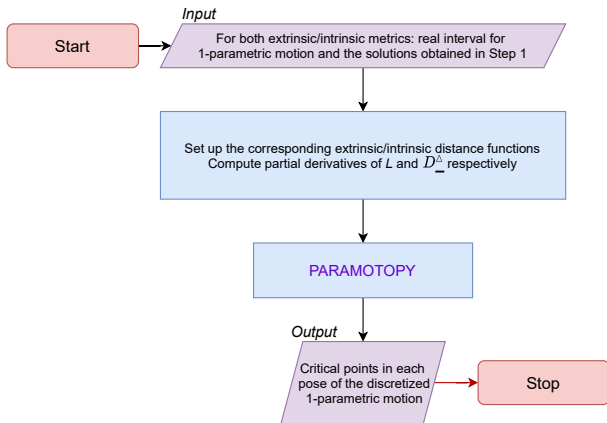 Input
Start
For both extrinsic/intrinsic metrics: real interval for
1-parametric motion and the solutions obtained in Step 1
Set up the corresponding extrinsic/intrinsic distance functions
Compute partial derivatives of L and D_^△ respectively
PARAMOTOPY
Output
Critical points in each
pose of the discretized
1-parametric motion
Stop